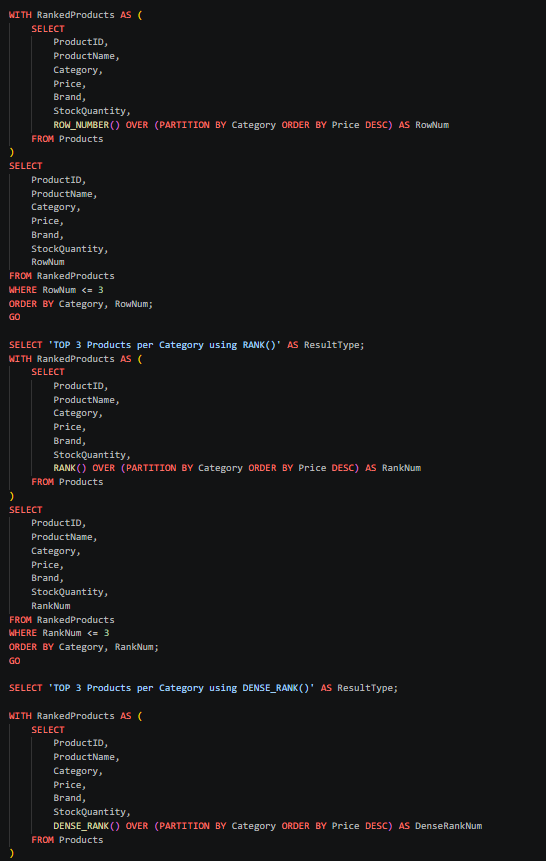 WITH RankedProducts AS (
    SELECT
        ProductID,
        ProductName,
        Category,
        Price,
        Brand,
        StockQuantity,
        ROW_NUMBER() OVER (PARTITION BY Category ORDER BY Price DESC) AS RowNum
    FROM Products
)
SELECT
    ProductID,
    ProductName,
    Category,
    Price,
    Brand,
    StockQuantity,
    RowNum
FROM RankedProducts
WHERE RowNum <= 3
ORDER BY Category, RowNum;
GO

SELECT 'TOP 3 Products per Category using RANK()' AS ResultType;
WITH RankedProducts AS (
    SELECT
        ProductID,
        ProductName,
        Category,
        Price,
        Brand,
        StockQuantity,
        RANK() OVER (PARTITION BY Category ORDER BY Price DESC) AS RankNum
    FROM Products
)
SELECT
    ProductID,
    ProductName,
    Category,
    Price,
    Brand,
    StockQuantity,
    RankNum
FROM RankedProducts
WHERE RankNum <= 3
ORDER BY Category, RankNum;
GO

SELECT 'TOP 3 Products per Category using DENSE_RANK()' AS ResultType;

WITH RankedProducts AS (
    SELECT
        ProductID,
        ProductName,
        Category,
        Price,
        Brand,
        StockQuantity,
        DENSE_RANK() OVER (PARTITION BY Category ORDER BY Price DESC) AS DenseRankNum
    FROM Products
)